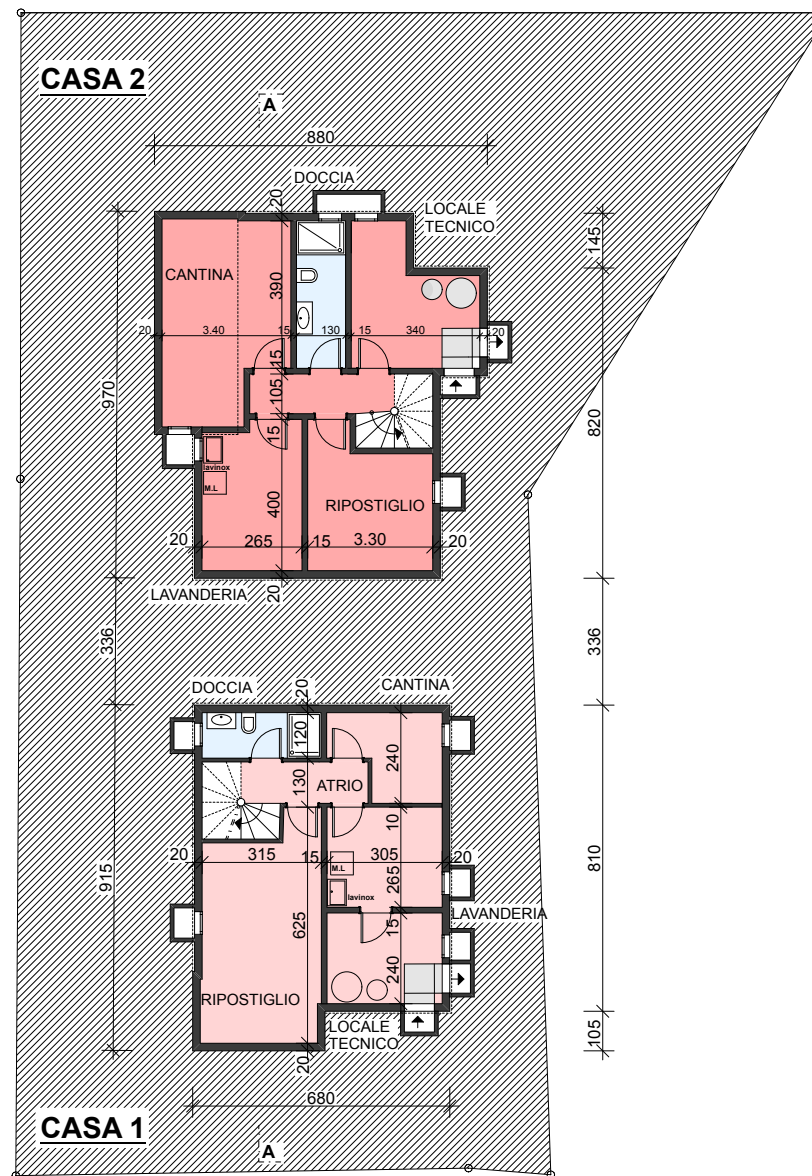 CASA 2
A
880
DOCCIA
20
LOCALE
TECNICO
145
CANTINA
390
20
3.40
15
130
15
340
20
15
105
15
970
820
lavinox
M.L
400
RIPOSTIGLIO
20
265
15
3.30
20
LAVANDERIA
20
336
336
DOCCIA
20
CANTINA
120
240
130
ATRIO
10
20
315
15
305
20
M.L
lavinox
265
915
810
625
15
LAVANDERIA
240
RIPOSTIGLIO
LOCALE
TECNICO
105
20
680
CASA 1
A